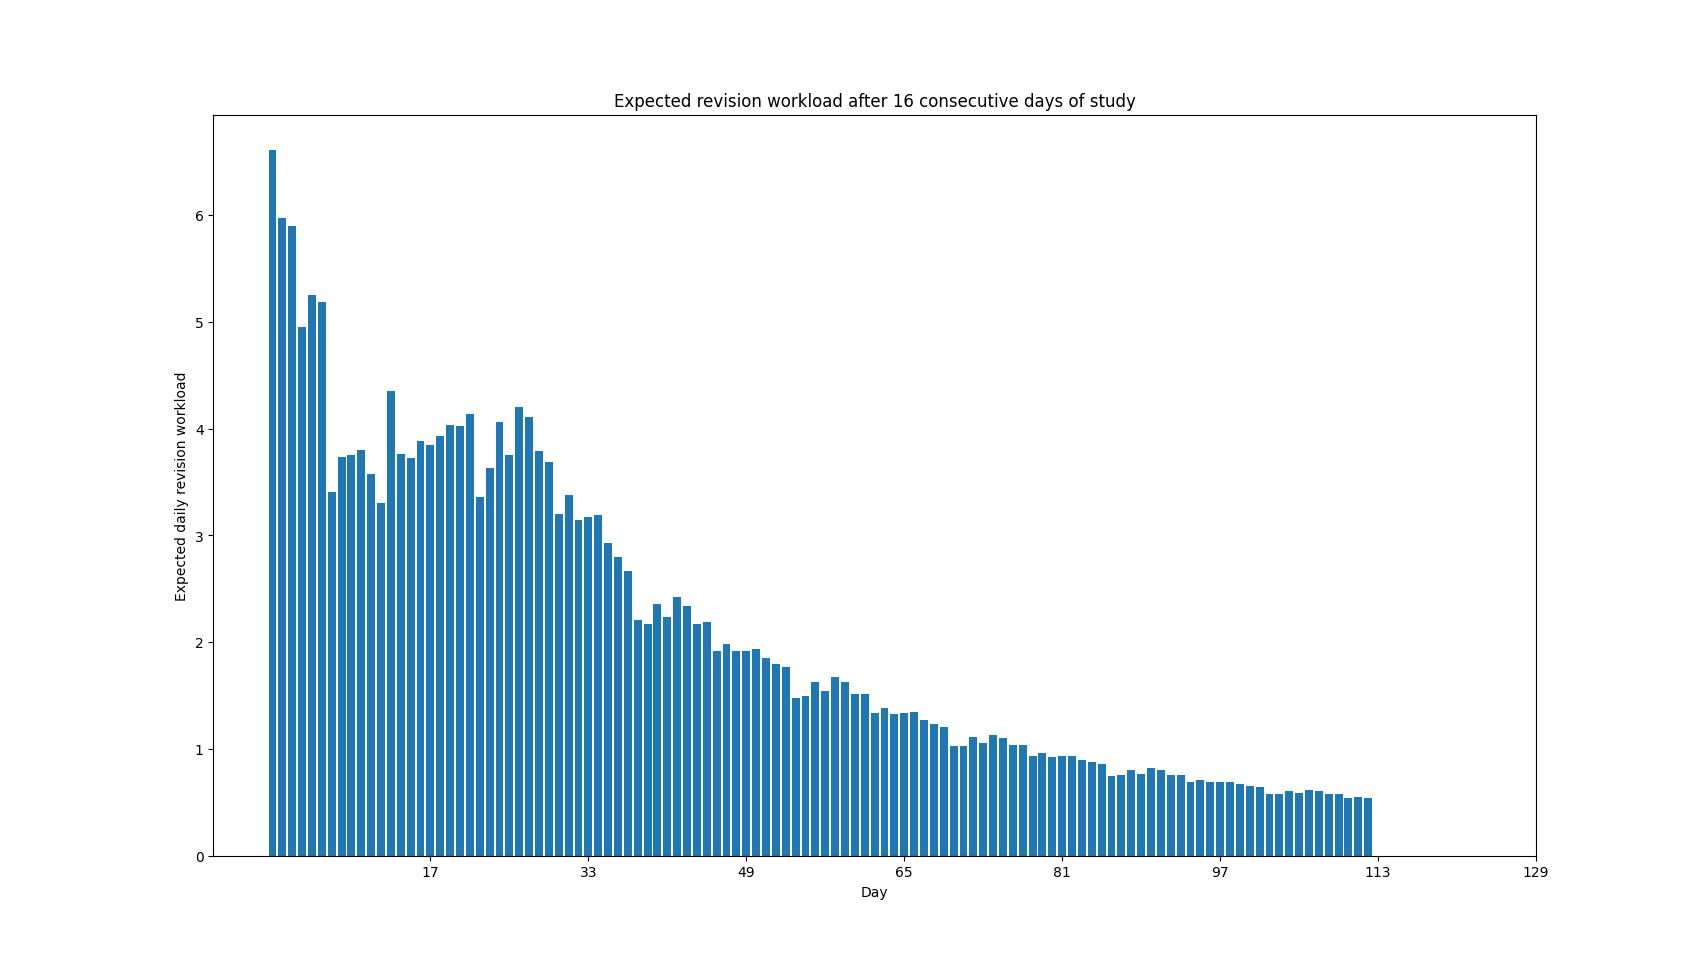 Expected revision workload after 16 consecutive days of study
Expected daily revision workload
6
5
4
3
2
1
0
17 33 49 65 81 97 113 129
Day